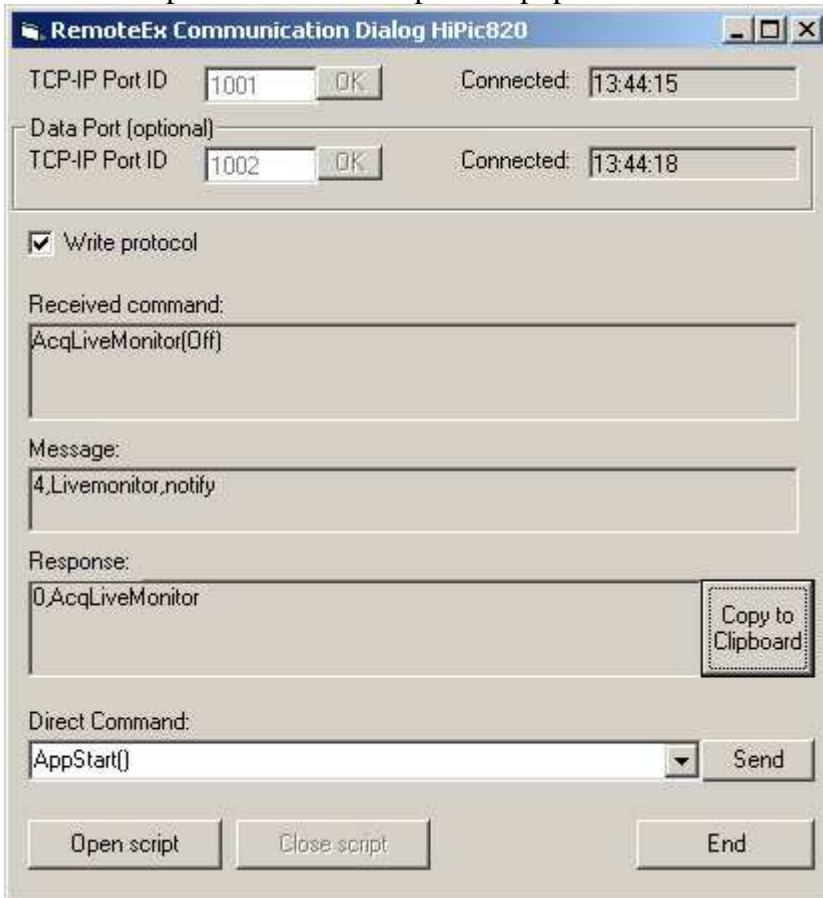 RemoteEx Communication Dialog HiPic820
TCP-IP Port ID 1001 OK Connected: 13:44:15
Data Port (optional)
TCP-IP Port ID 1002 OK Connected: 13:44:18
Write protocol
Received command:
AcqLiveMonitor(Off)
Message:
4,Livemonitor,notify
Response:
0,AcqLiveMonitor
Copy to
Clipboard
Direct Command:
AppStart()
Send
Open script Close script End